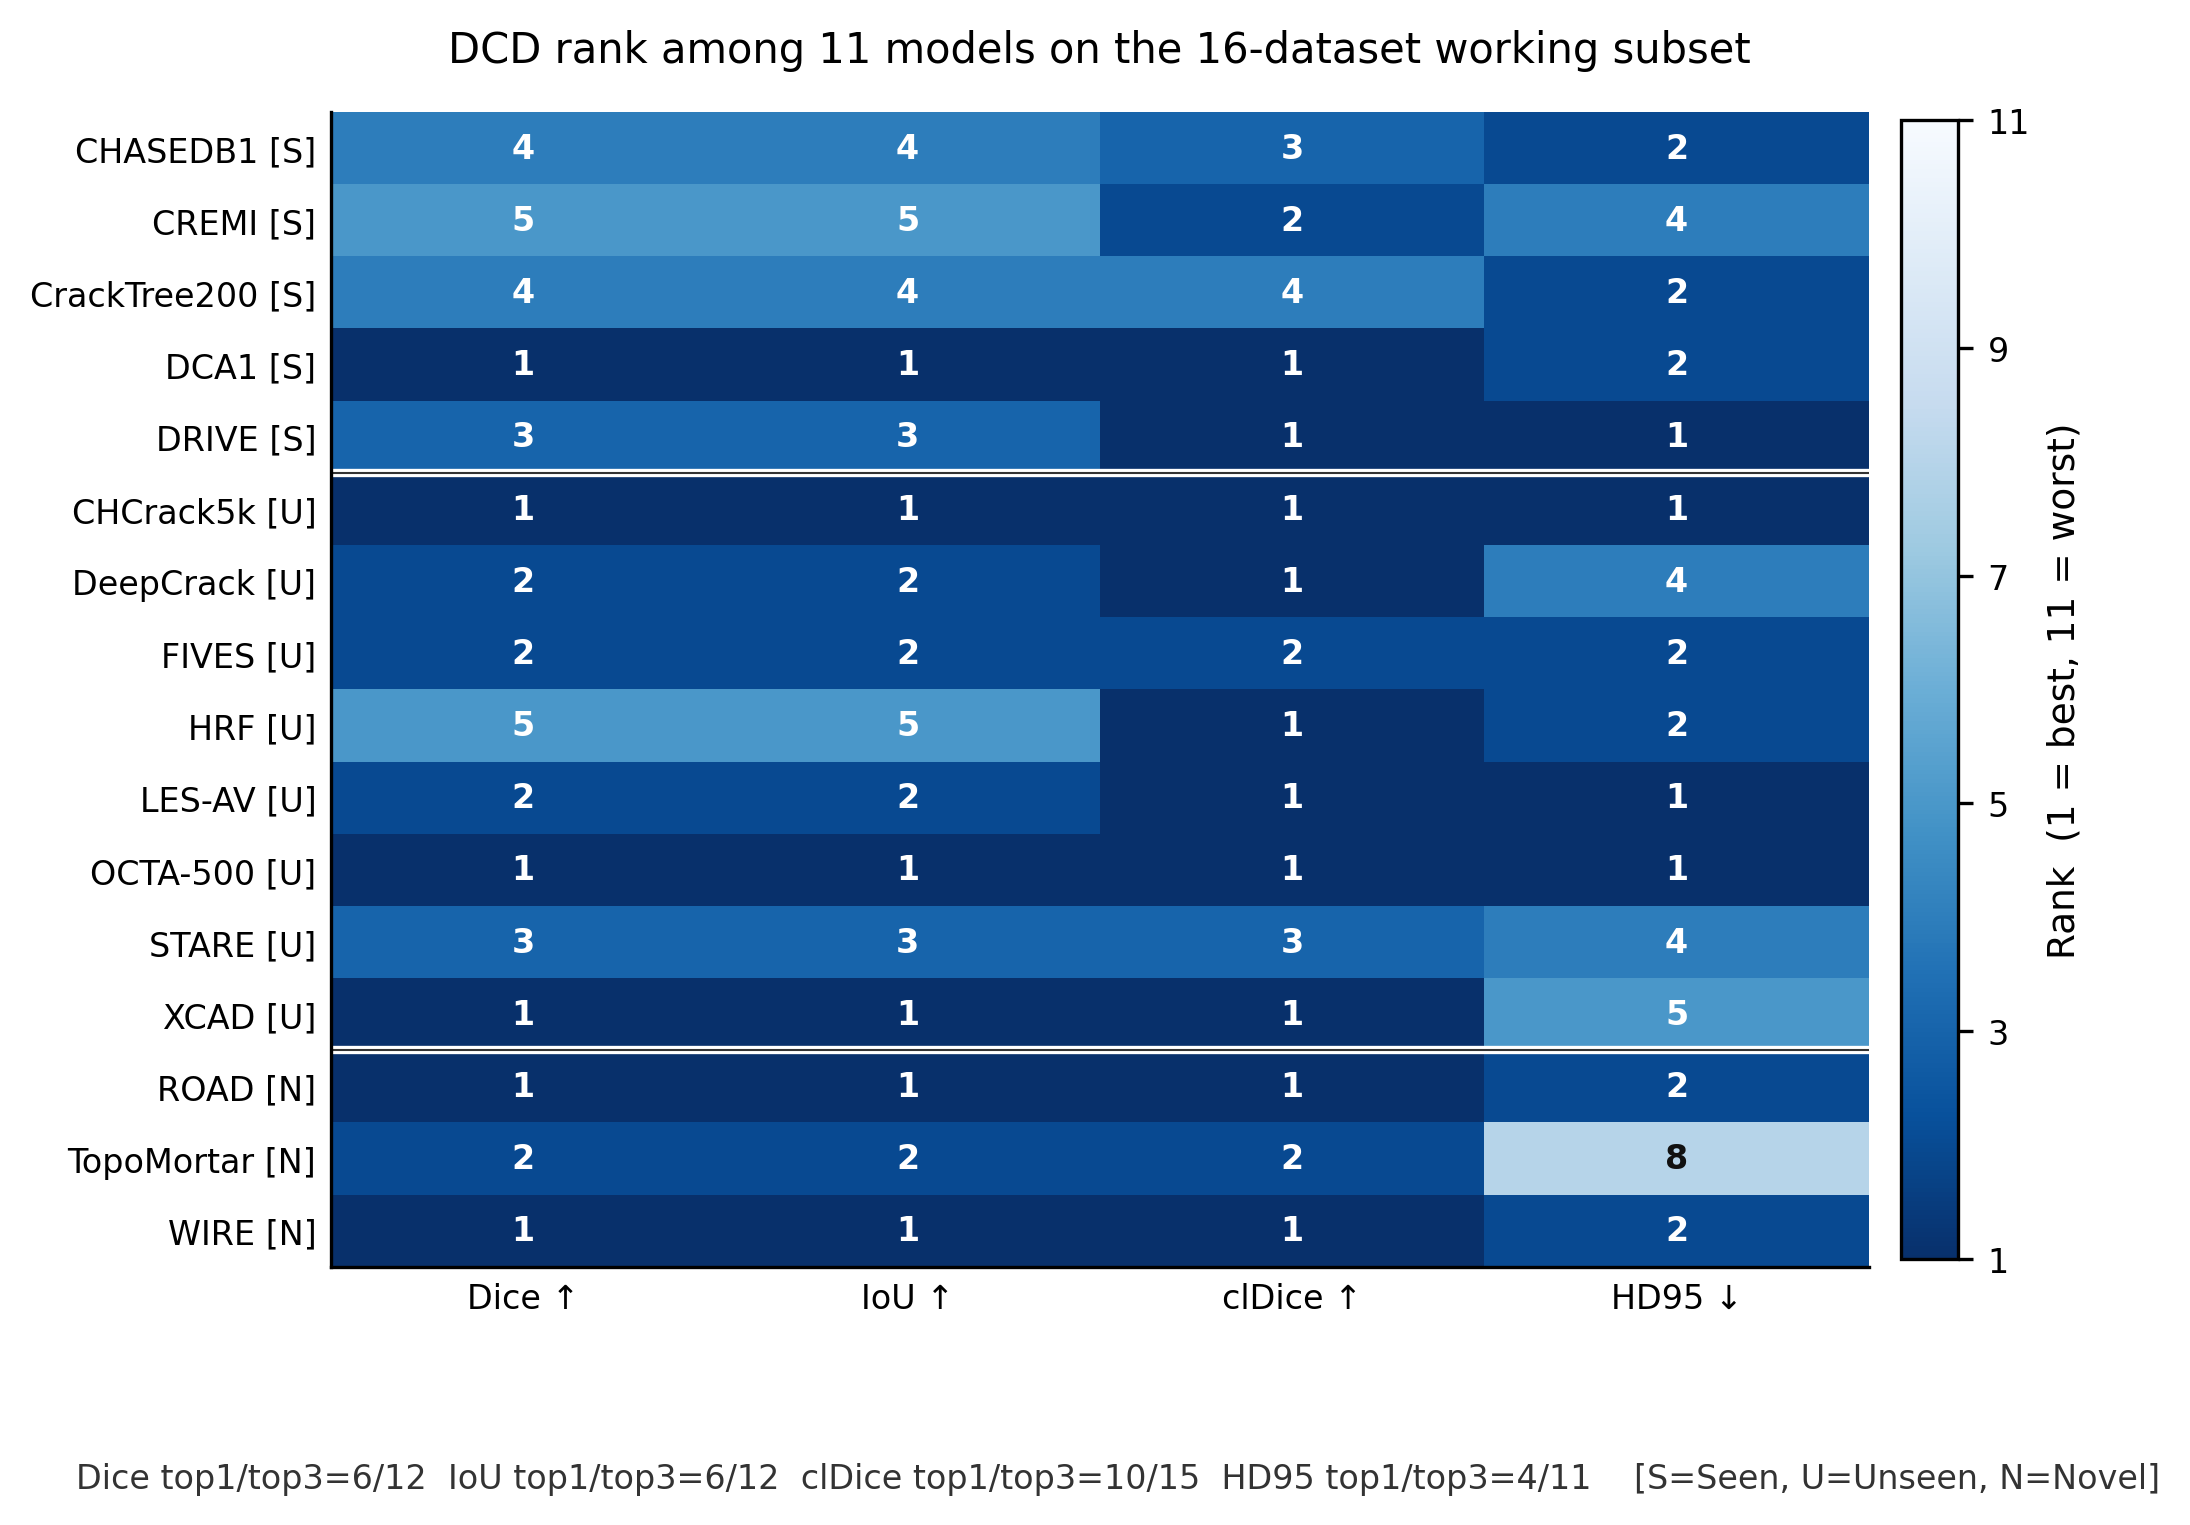 DCD rank among 11 models on the 16-dataset working subset
CHASEDB1 [S] 4 4 3 2
CREMI [S] 5 5 2 4
CrackTree200 [S] 4 4 4 2
DCA1 [S] 1 1 1 2
DRIVE [S] 3 3 1 1
CHCrack5k [U] 1 1 1 1
DeepCrack [U] 2 2 1 4
FIVES [U] 2 2 2 2
HRF [U] 5 5 1 2
LES-AV [U] 2 2 1 1
OCTA-500 [U] 1 1 1 1
STARE [U] 3 3 3 4
XCAD [U] 1 1 1 5
ROAD [N] 1 1 1 2
TopoMortar [N] 2 2 2 8
WIRE [N] 1 1 1 2
Dice ↑ IoU ↑ clDice ↑ HD95 ↓
11
9
7
5
3
1
Rank (1 = best, 11 = worst)
Dice top1/top3=6/12 IoU top1/top3=6/12 clDice top1/top3=10/15 HD95 top1/top3=4/11 [S=Seen, U=Unseen, N=Novel]